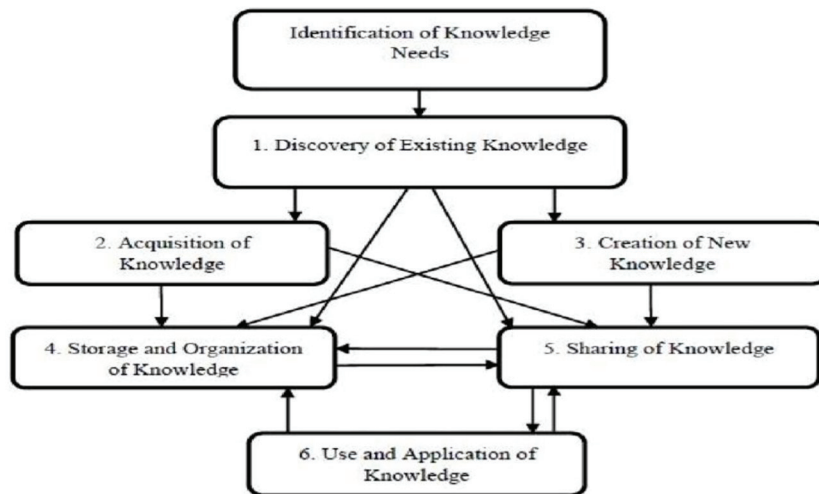 Identification of Knowledge
Needs
1. Discovery of Existing Knowledge
2. Acquisition of
Knowledge
3. Creation of New
Knowledge
4. Storage and Organization
of Knowledge
5. Sharing of Knowledge
6. Use and Application of
Knowledge